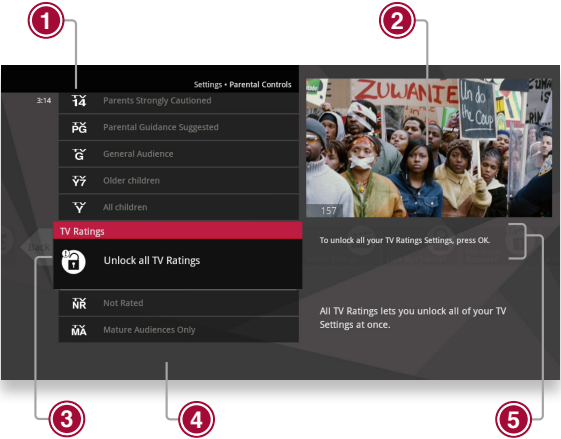 1
2
Settings • Parental Controls
3:14
TV 14 Parents Strongly Cautioned
TV PG Parental Guidance Suggested
TV G General Audience
TV Y7 Older children
TV Y All children
TV Ratings
Unlock all TV Ratings
TV NR Not Rated
TV MA Mature Audiences Only
Back
ZULWANIE
Un do
the Coup
IS
157
To unlock all your TV Ratings Settings, press OK.
All TV Ratings lets you unlock all of your TV
Settings at once.
3
4
5